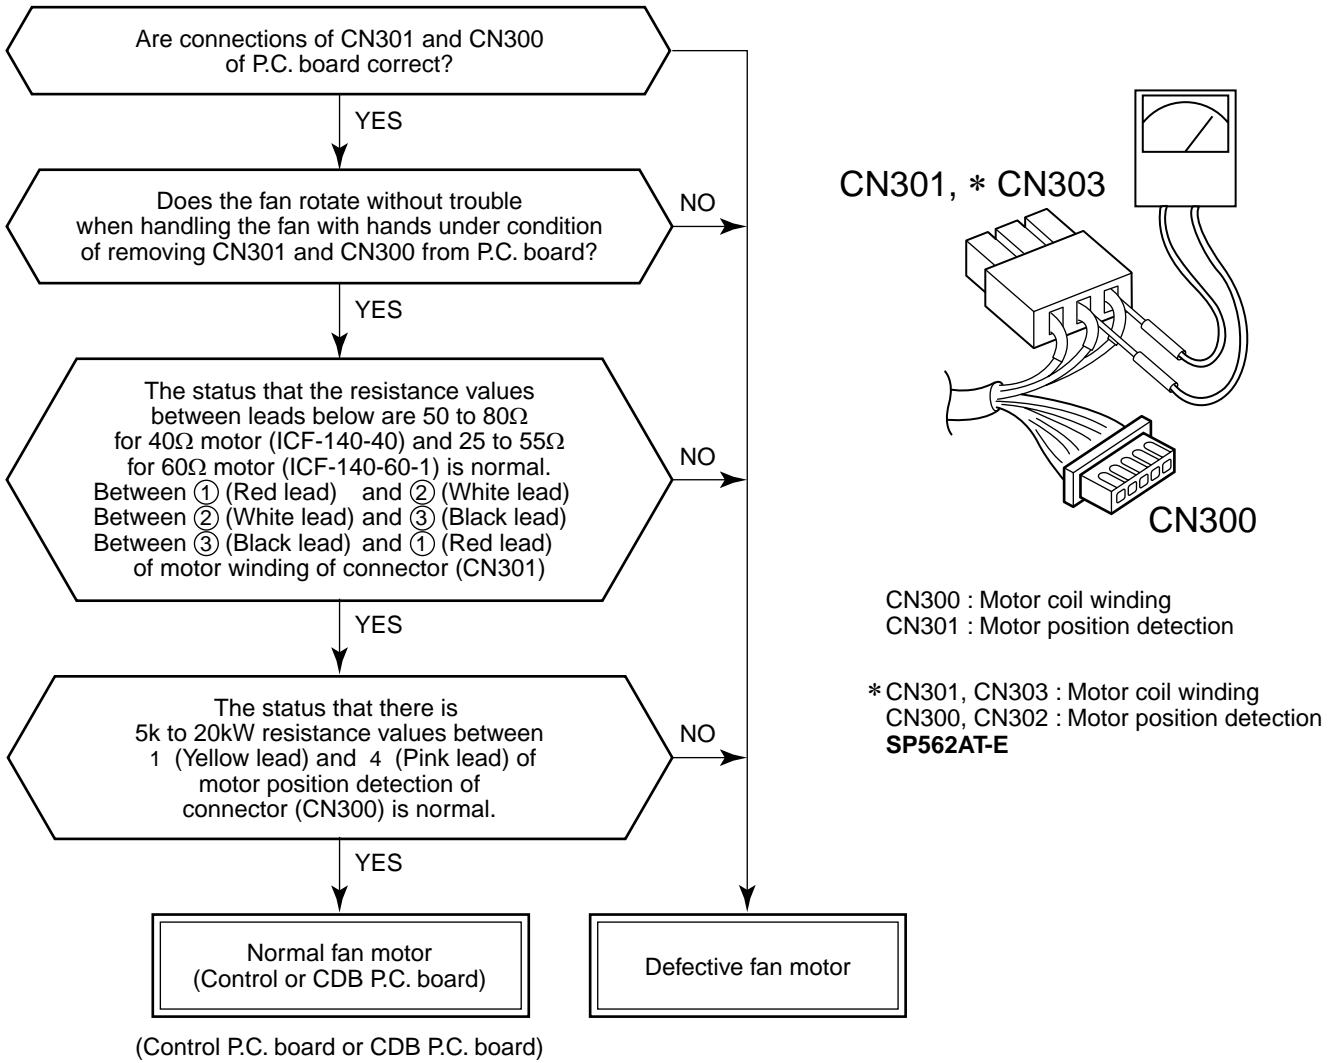 Are connections of CN301 and CN300
of P.C. board correct?
YES
Does the fan rotate without trouble
when handling the fan with hands under condition
of removing CN301 and CN300 from P.C. board?
NO
YES
The status that the resistance values
between leads below are 50 to 80Ω
for 40Ω motor (ICF-140-40) and 25 to 55Ω
for 60Ω motor (ICF-140-60-1) is normal.
Between ① (Red lead) and ② (White lead)
Between ② (White lead) and ③ (Black lead)
Between ③ (Black lead) and ① (Red lead)
of motor winding of connector (CN301)
NO
YES
The status that there is
5k to 20kW resistance values between
1 (Yellow lead) and 4 (Pink lead) of
motor position detection of
connector (CN300) is normal.
NO
YES
Normal fan motor
(Control or CDB P.C. board)
Defective fan motor
(Control P.C. board or CDB P.C. board)
CN301, * CN303
CN300
CN300 : Motor coil winding
CN301 : Motor position detection
* CN301, CN303 : Motor coil winding
CN300, CN302 : Motor position detection
SP562AT-E